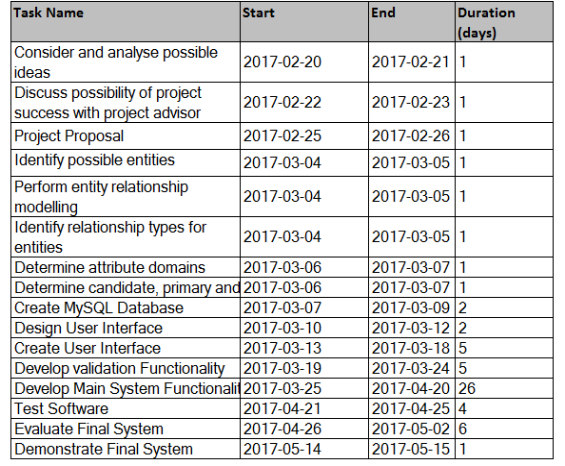 Task Name Start End Duration
(days)
Consider and analyse possible
ideas 2017-02-20 2017-02-21 1
Discuss possibility of project
success with project advisor 2017-02-22 2017-02-23 1
Project Proposal 2017-02-25 2017-02-26 1
Identify possible entities 2017-03-04 2017-03-05 1
Perform entity relationship
modelling 2017-03-04 2017-03-05 1
Identify relationship types for
entities 2017-03-04 2017-03-05 1
Determine attribute domains 2017-03-06 2017-03-07 1
Determine candidate, primary and 2017-03-06 2017-03-07 1
Create MySQL Database 2017-03-07 2017-03-09 2
Design User Interface 2017-03-10 2017-03-12 2
Create User Interface 2017-03-13 2017-03-18 5
Develop validation Functionality 2017-03-19 2017-03-24 5
Develop Main System Functionalit 2017-03-25 2017-04-20 26
Test Software 2017-04-21 2017-04-25 4
Evaluate Final System 2017-04-26 2017-05-02 6
Demonstrate Final System 2017-05-14 2017-05-15 1